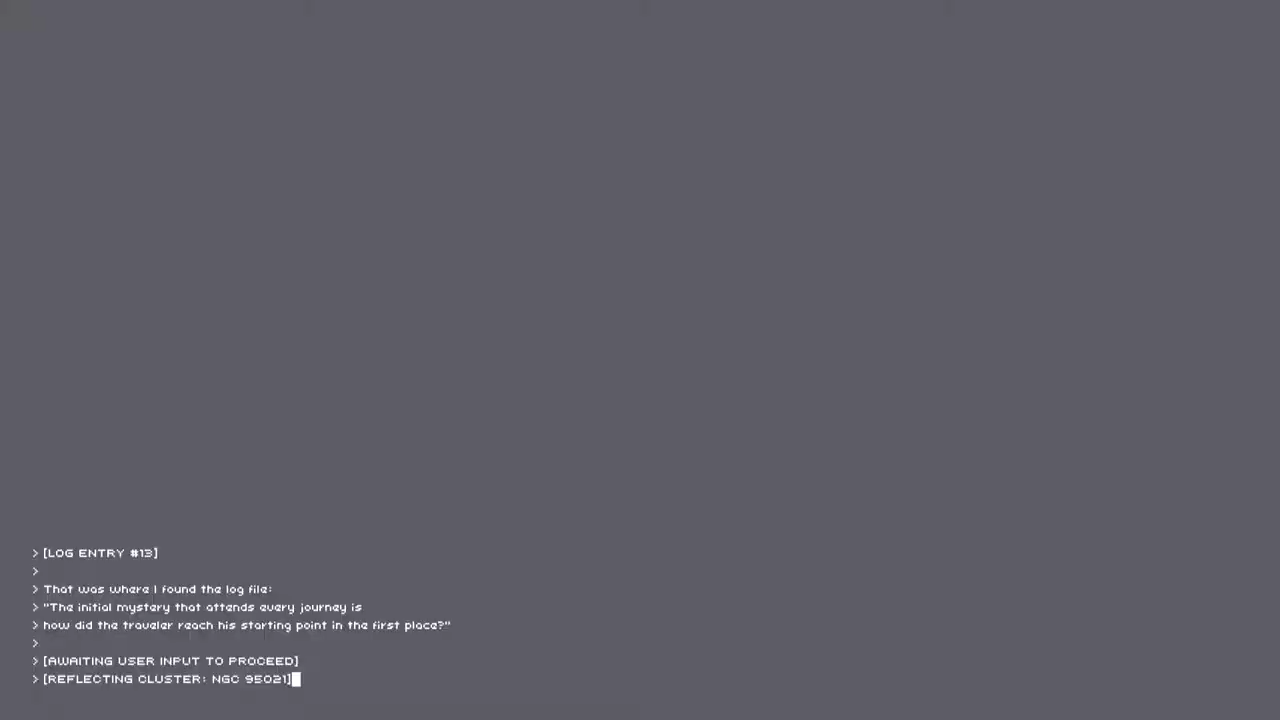 > [LOG ENTRY #13]
>
> That was where I found the log file:
> "The initial mystery that attends every journey is
> how did the traveler reach his starting point in the first place?"
>
> [AWAITING USER INPUT TO PROCEED]
> [REFLECTING CLUSTER: NGC 95021]